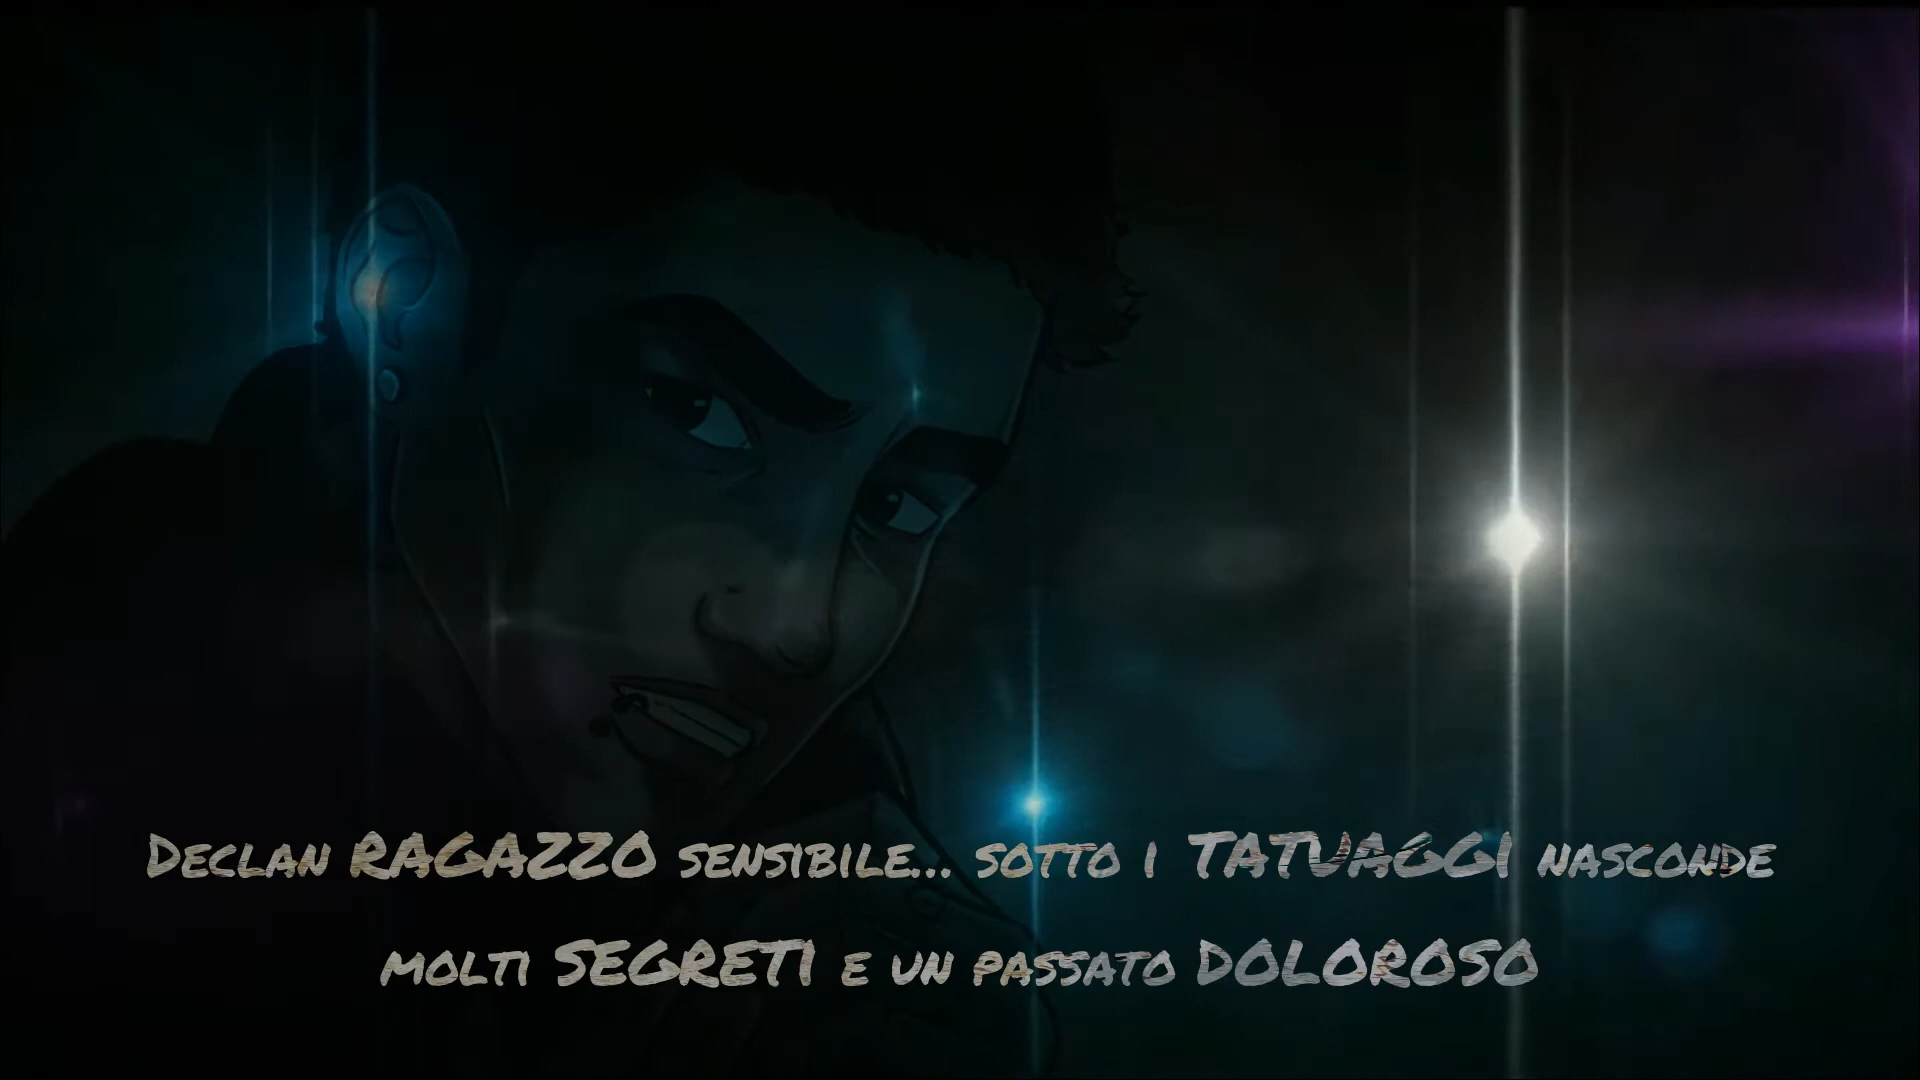 Declan RAGAZZO sensibile... sotto i TATUAGGI nasconde
molti SEGRETI e un passato DOLOROSO